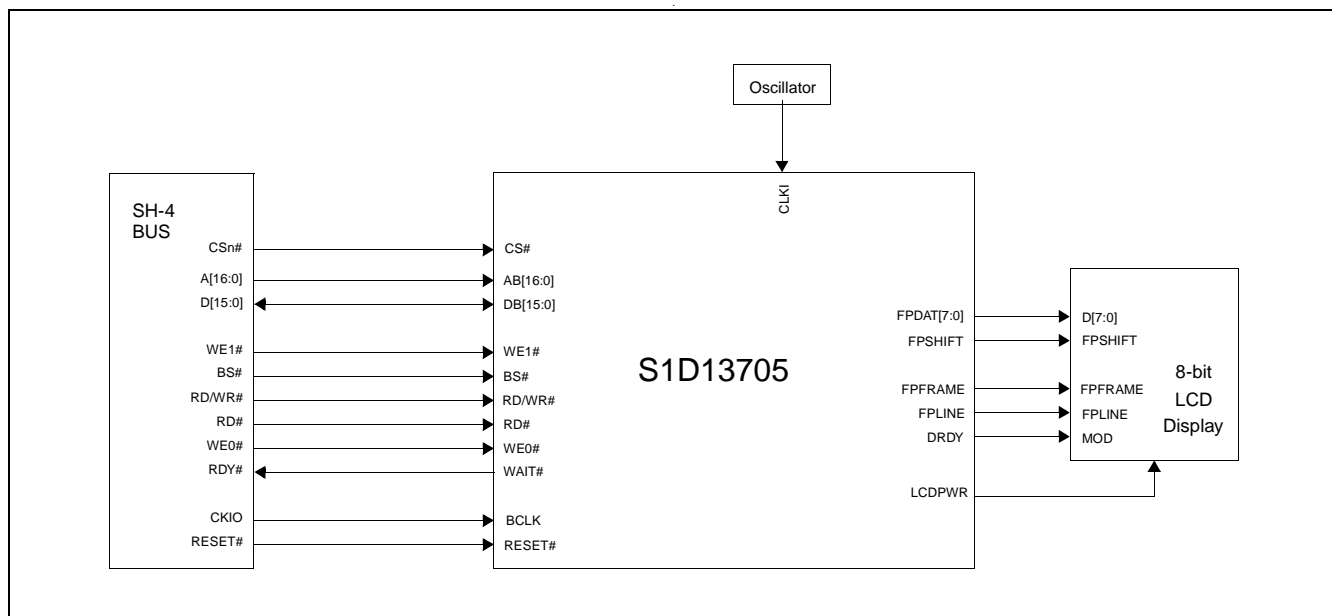 Oscillator
CLKI
SH-4
BUS
CSn#
A[16:0]
D[15:0]
WE1#
BS#
RD/WR#
RD#
WE0#
RDY#
CKIO
RESET#
CS#
AB[16:0]
DB[15:0]
WE1#
BS#
RD/WR#
RD#
WE0#
WAIT#
BCLK
RESET#
S1D13705
FPDAT[7:0]
FPSHIFT
FPFRAME
FPLINE
DRDY
LCDPWR
D[7:0]
FPSHIFT
FPFRAME
FPLINE
MOD
8-bit
LCD
Display